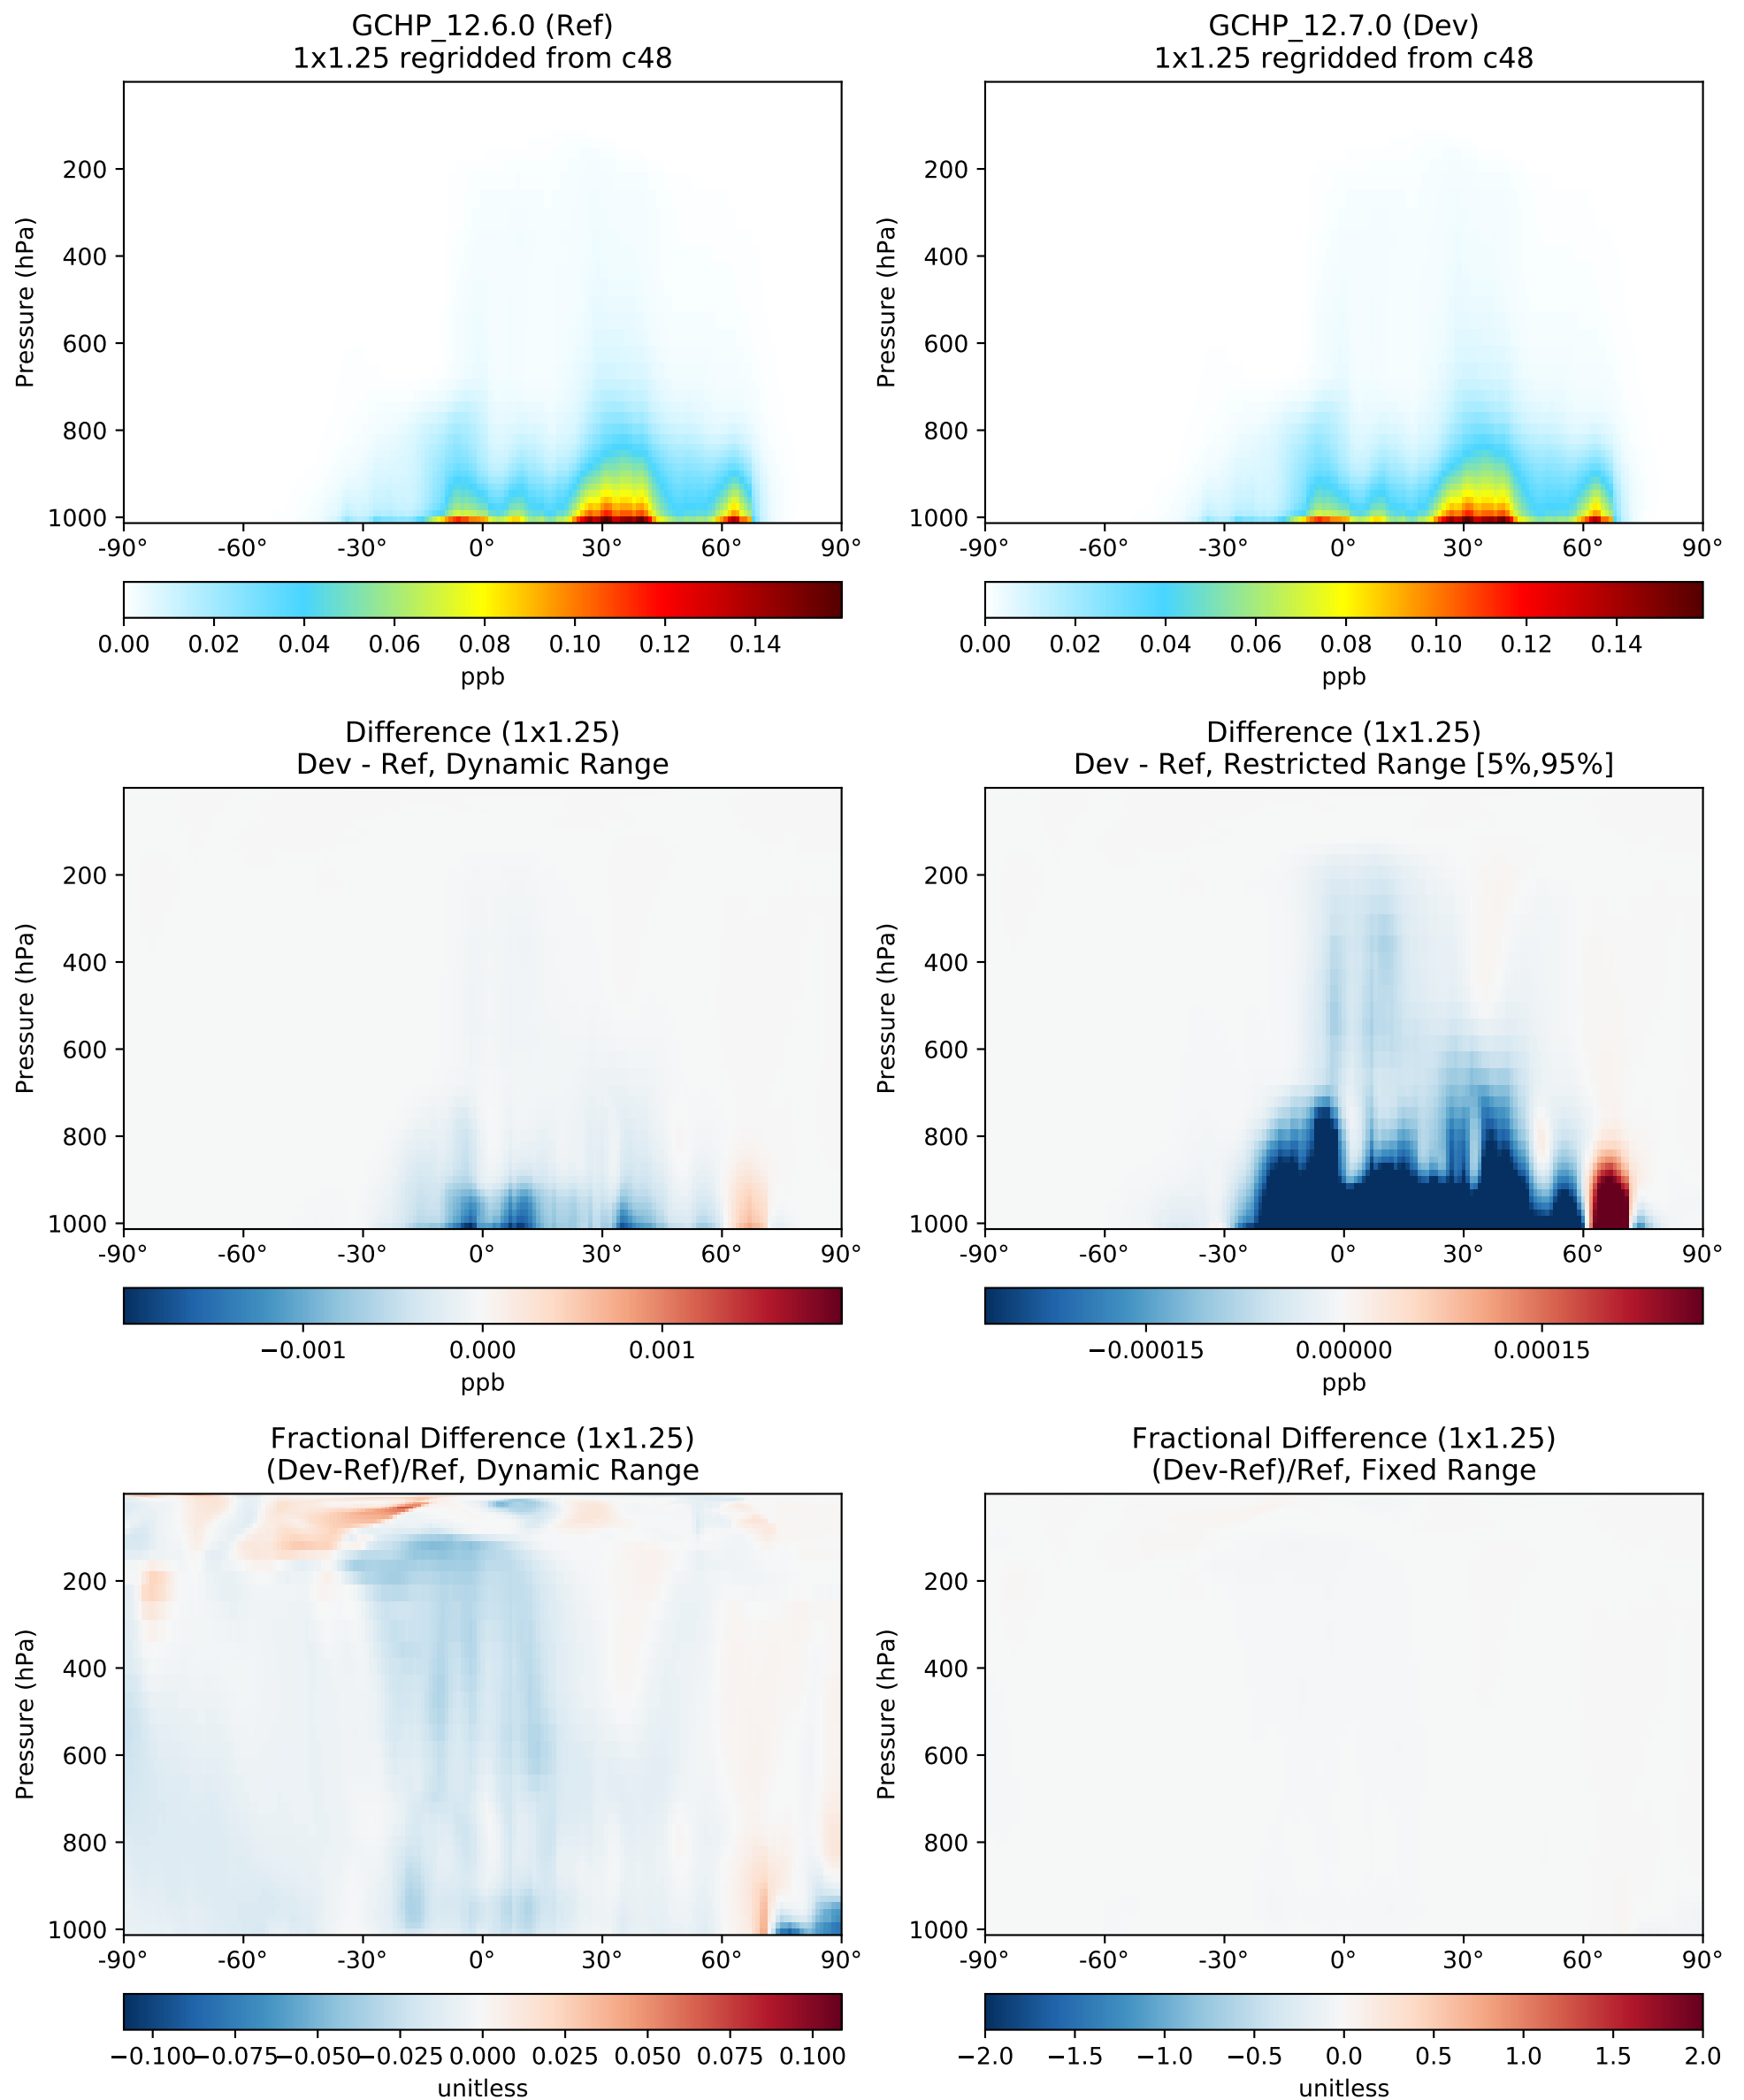 GCHP_12.6.0 (Ref)
1x1.25 regridded from c48
Pressure (hPa)
200
400
600
800
1000
-90° -60° -30° 0° 30° 60° 90°
0.00 0.02 0.04 0.06 0.08 0.10 0.12 0.14
ppb
GCHP_12.7.0 (Dev)
1x1.25 regridded from c48
Pressure (hPa)
200
400
600
800
1000
-90° -60° -30° 0° 30° 60° 90°
0.00 0.02 0.04 0.06 0.08 0.10 0.12 0.14
ppb
Difference (1x1.25)
Dev - Ref, Dynamic Range
Pressure (hPa)
200
400
600
800
1000
-90° -60° -30° 0° 30° 60° 90°
−0.001 0.000 0.001
ppb
Difference (1x1.25)
Dev - Ref, Restricted Range [5%,95%]
Pressure (hPa)
200
400
600
800
1000
-90° -60° -30° 0° 30° 60° 90°
−0.00015 0.00000 0.00015
ppb
Fractional Difference (1x1.25)
(Dev-Ref)/Ref, Dynamic Range
Pressure (hPa)
200
400
600
800
1000
-90° -60° -30° 0° 30° 60° 90°
−0.100 −0.075 −0.050 −0.025 0.000 0.025 0.050 0.075 0.100
unitless
Fractional Difference (1x1.25)
(Dev-Ref)/Ref, Fixed Range
Pressure (hPa)
200
400
600
800
1000
-90° -60° -30° 0° 30° 60° 90°
−2.0 −1.5 −1.0 −0.5 0.0 0.5 1.0 1.5 2.0
unitless